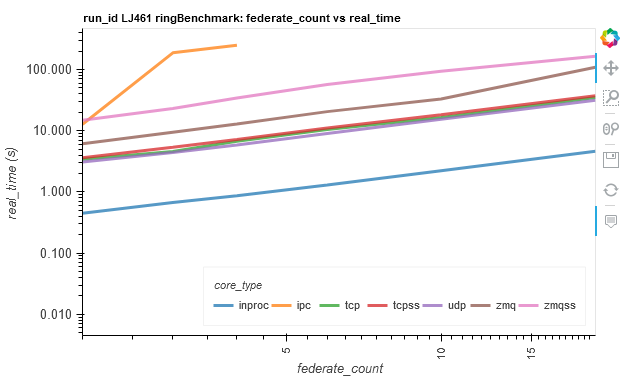 run_id LJ461 ringBenchmark: federate_count vs real_time
real_time (s)
100.000
10.000
1.000
0.100
0.010
core_type
inproc ipc tcp tcpss udp zmq zmqss
5 10 15
federate_count